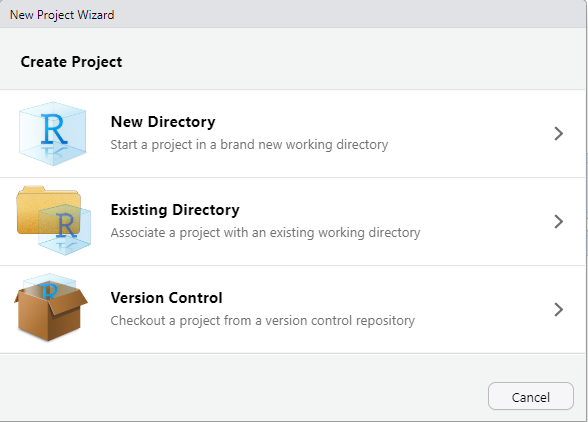 New Project Wizard
Create Project
R
New Directory
Start a project in a brand new working directory
R
Existing Directory
Associate a project with an existing working directory
R
Version Control
Checkout a project from a version control repository
Cancel